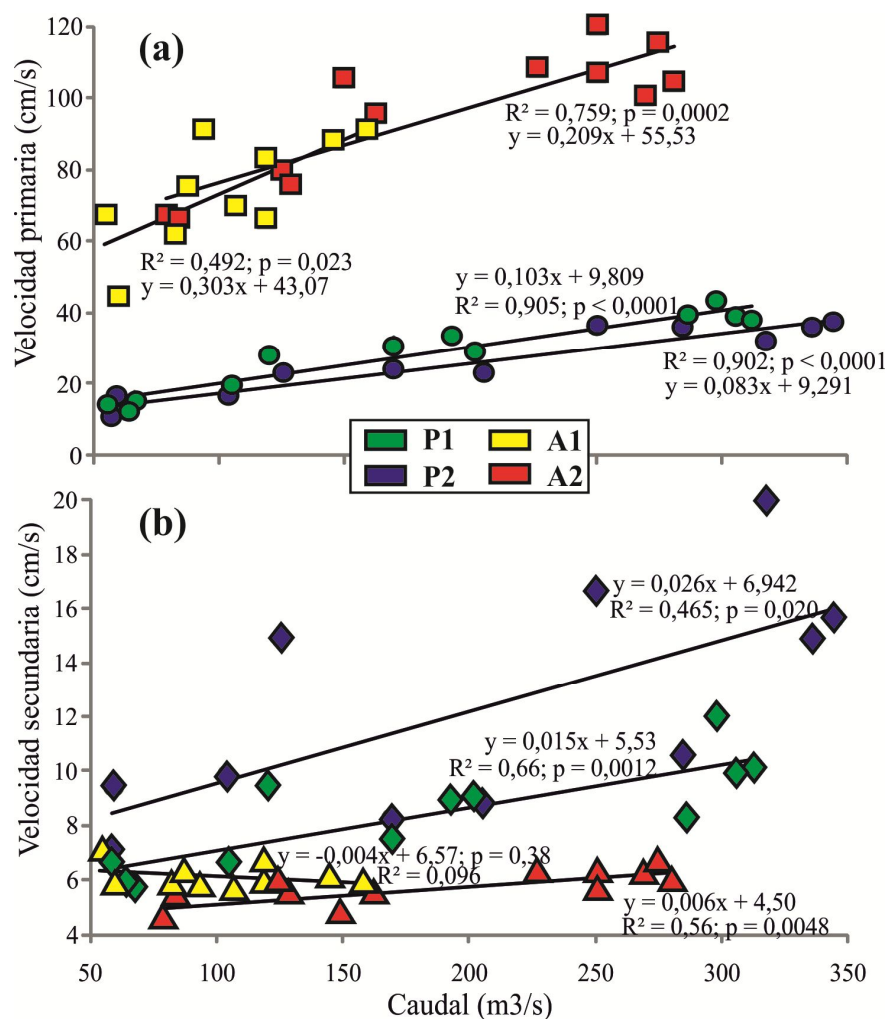 120
100
80
60
40
20
0
Velocidad primaria (cm/s)
(a)
R² = 0,759; p = 0,0002
y = 0,209x + 55,53
R² = 0,492; p = 0,023
y = 0,303x + 43,07
y = 0,103x + 9,809
R² = 0,905; p < 0,0001
R² = 0,902; p < 0,0001
y = 0,083x + 9,291
P1 A1
P2 A2
20
18
16
14
12
10
8
6
4
Velocidad secundaria (cm/s)
(b)
y = 0,026x + 6,942
R² = 0,465; p = 0,020
y = 0,015x + 5,53
R² = 0,66; p = 0,0012
y = -0,004x + 6,57; p = 0,38
R² = 0,096
y = 0,006x + 4,50
R² = 0,56; p = 0,0048
50 100 150 200 250 300 350
Caudal (m3/s)